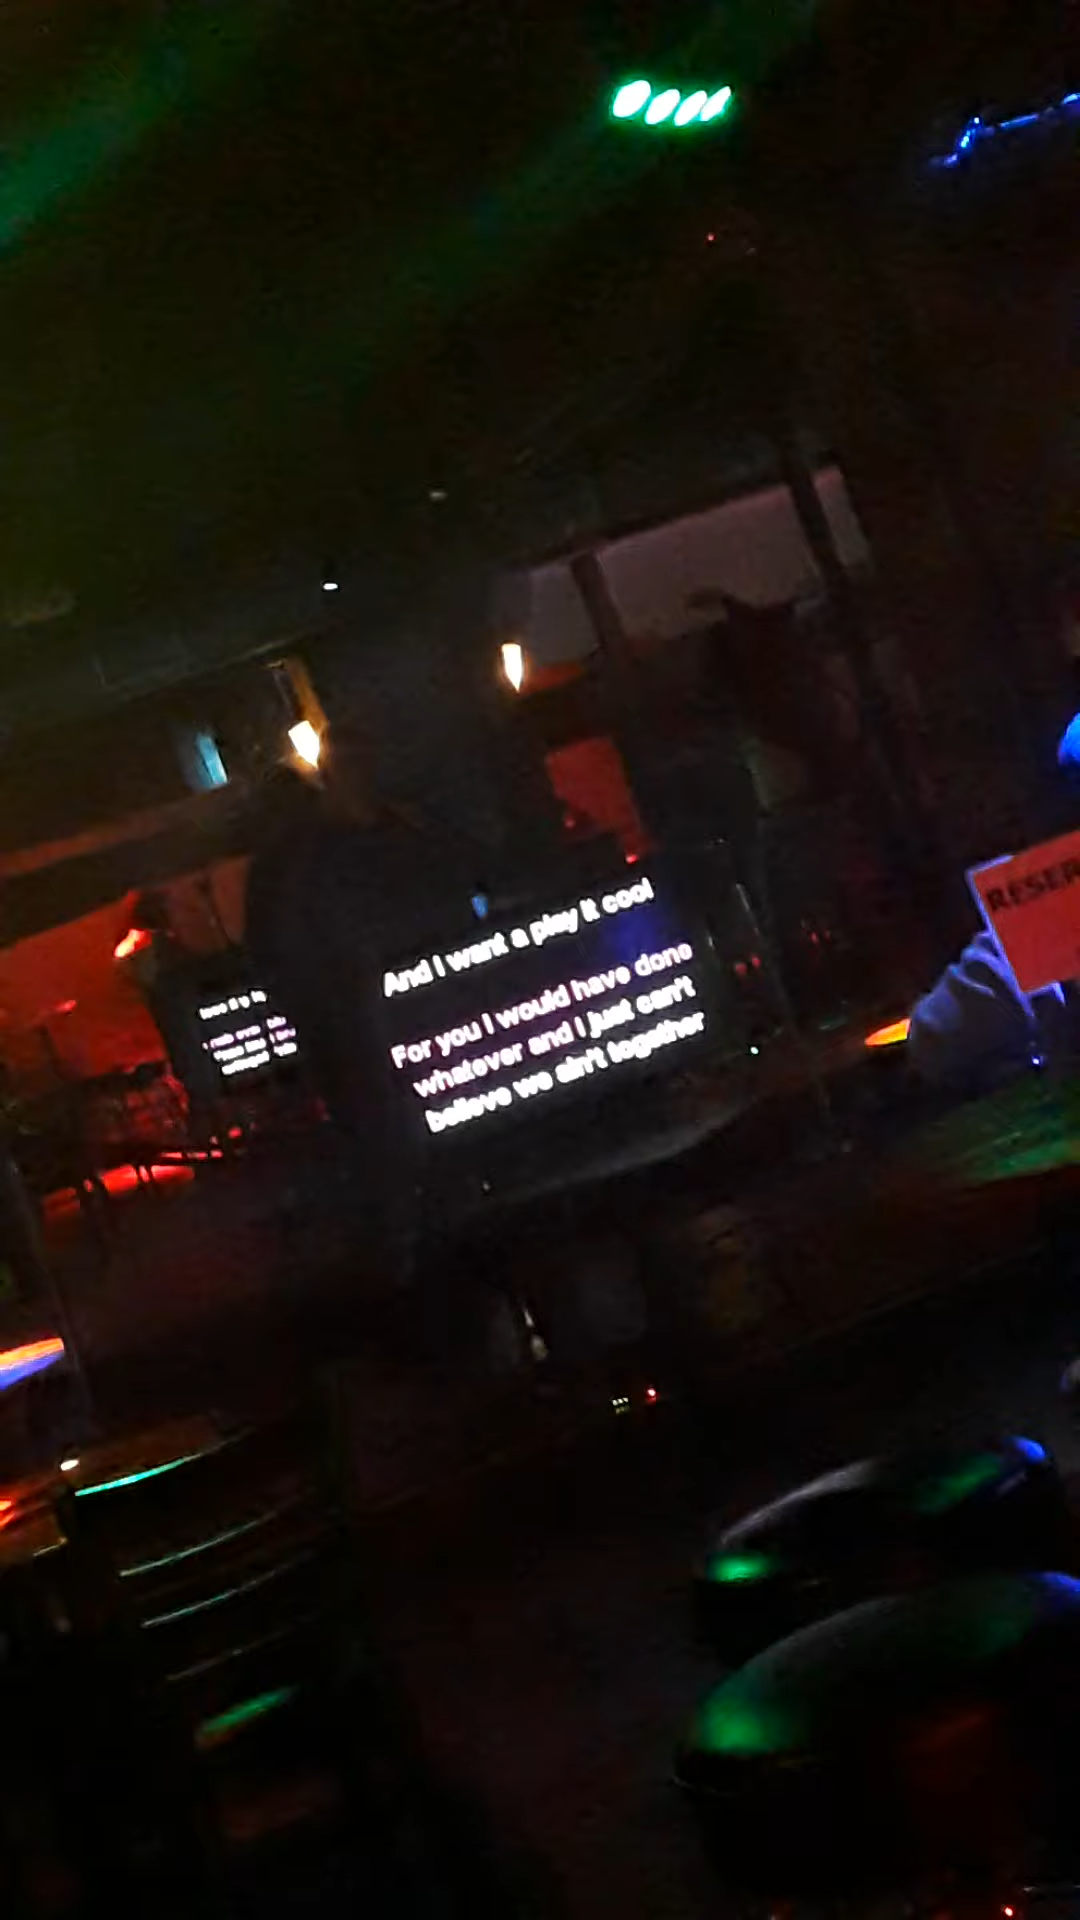 And I want a play it cool
For you I would have done
whatever and I just can't
believe we ain't together
RESER